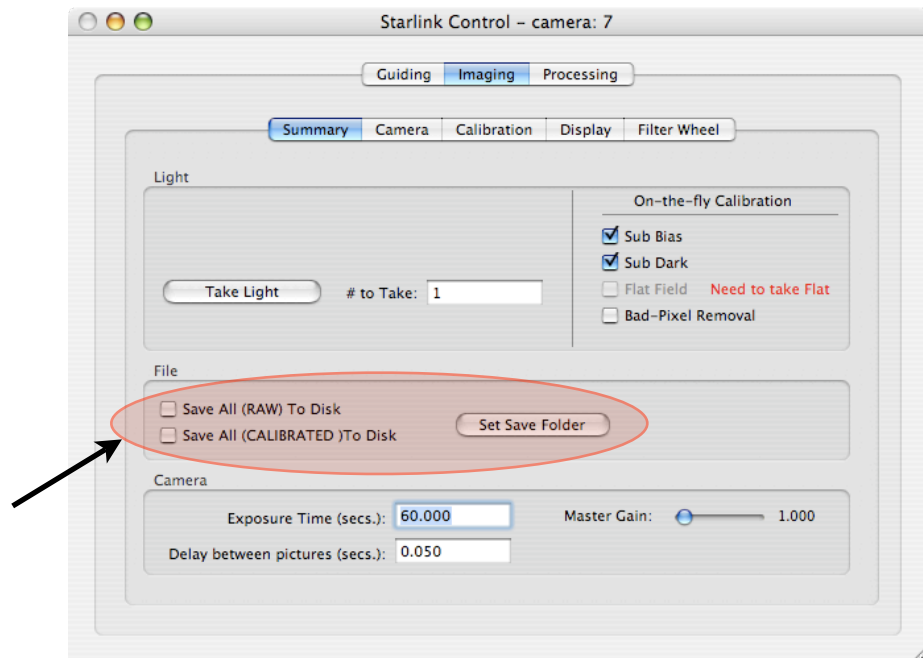 Starlink Control – camera: 7
Guiding Imaging Processing
Summary Camera Calibration Display Filter Wheel
Light
On-the-fly Calibration
Sub Bias
Sub Dark
Flat Field Need to take Flat
Bad-Pixel Removal
Take Light # to Take: 1
File
Save All (RAW) To Disk
Save All (CALIBRATED )To Disk
Set Save Folder
Camera
Exposure Time (secs.): 60.000 Master Gain: 1.000
Delay between pictures (secs.): 0.050